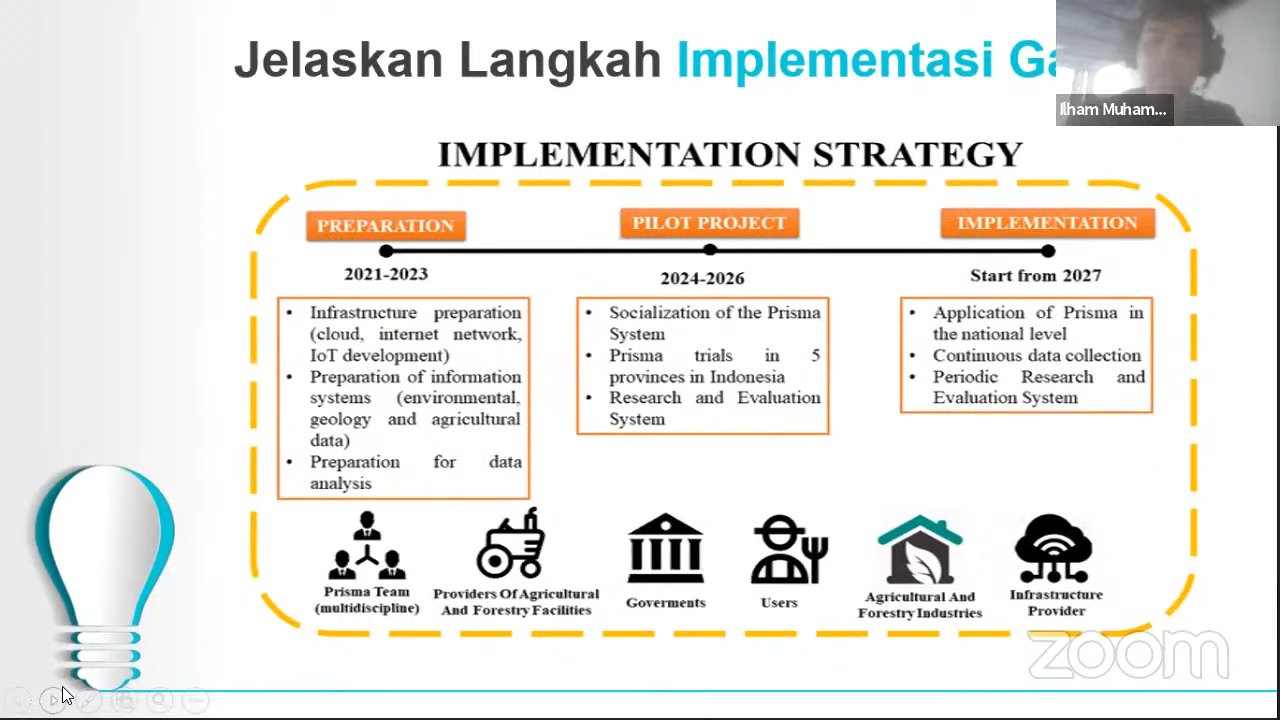 Jelaskan Langkah Implementasi
Ilham Muham...
IMPLEMENTATION STRATEGY
PREPARATION
2021-2023
• Infrastructure preparation
(cloud, internet network,
IoT development)
• Preparation of information
systems (environmental,
geology and agricultural
data)
• Preparation for data
analysis
PILOT PROJECT
2024-2026
• Socialization of the Prisma
System
• Prisma trials in 5
provinces in Indonesia
• Research and Evaluation
System
IMPLEMENTATION
Start from 2027
• Application of Prisma in
the national level
• Continuous data collection
• Periodic Research and
Evaluation System
Prisma Team
(multidiscipline)
Providers Of Agricultural
And Forestry Facilities
Goverments
Users
Agricultural And
Forestry Industries
Infrastructure
Provider
zoom